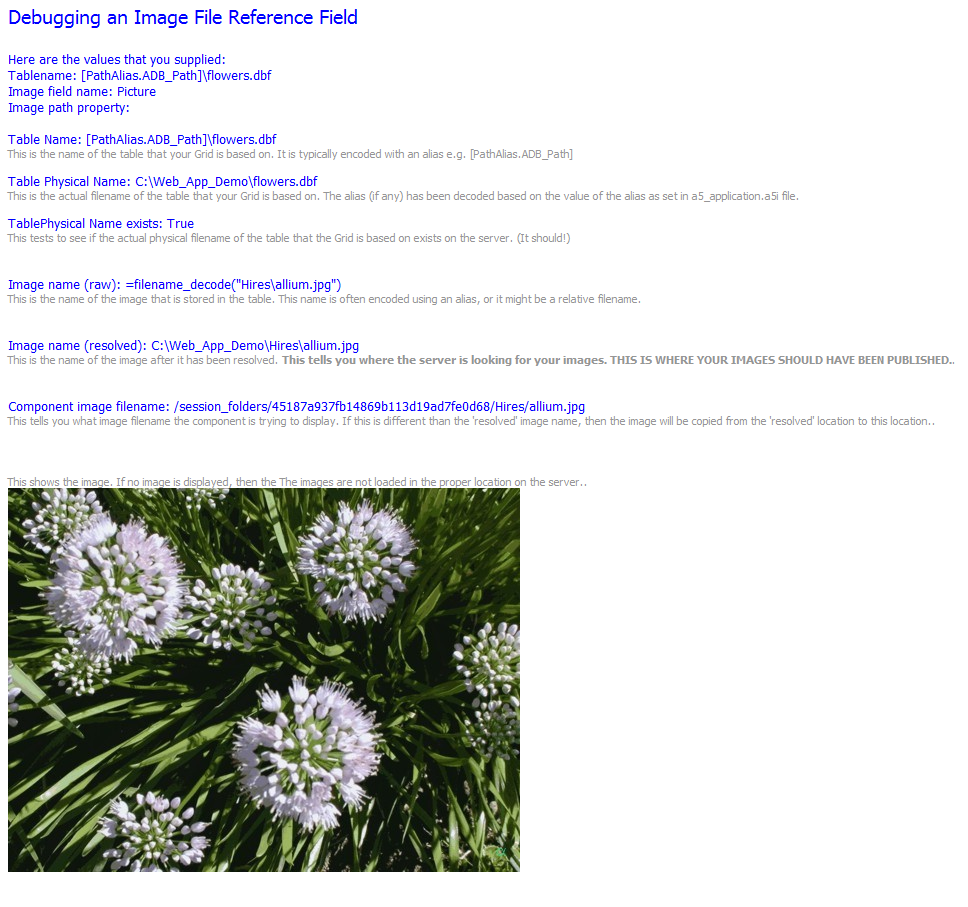 Debugging an Image File Reference Field
Here are the values that you supplied:
Tablename: [PathAlias.ADB_Path]\flowers.dbf
Image field name: Picture
Image path property:
Table Name: [PathAlias.ADB_Path]\flowers.dbf
This is the name of the table that your Grid is based on. It is typically encoded with an alias e.g. [PathAlias.ADB_Path]
Table Physical Name: C:\Web_App_Demo\flowers.dbf
This is the actual filename of the table that your Grid is based on. The alias (if any) has been decoded based on the value of the alias as set in a5_application.a5i file.
TablePhysical Name exists: True
This tests to see if the actual physical filename of the table that the Grid is based on exists on the server. (It should!)
Image name (raw): =filename_decode("Hires\allium.jpg")
This is the name of the image that is stored in the table. This name is often encoded using an alias, or it might be a relative filename.
Image name (resolved): C:\Web_App_Demo\Hires\allium.jpg
This is the name of the image after it has been resolved. This tells you where the server is looking for your images. THIS IS WHERE YOUR IMAGES SHOULD HAVE BEEN PUBLISHED..
Component image filename: /session_folders/45187a937fb14869b113d19ad7fe0d68/Hires/allium.jpg
This tells you what image filename the component is trying to display. If this is different than the 'resolved' image name, then the image will be copied from the 'resolved' location to this location..
This shows the image. If no image is displayed, then the The images are not loaded in the proper location on the server..